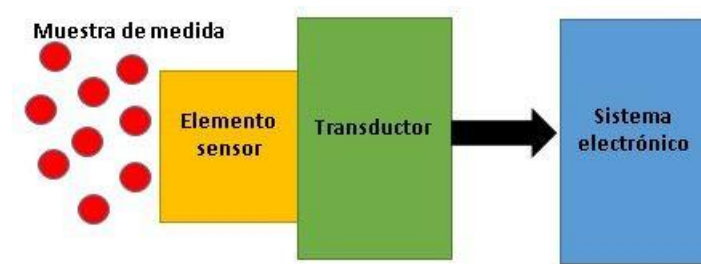 Muestra de medida
Elemento
sensor
Transductor
Sistema
electrónico